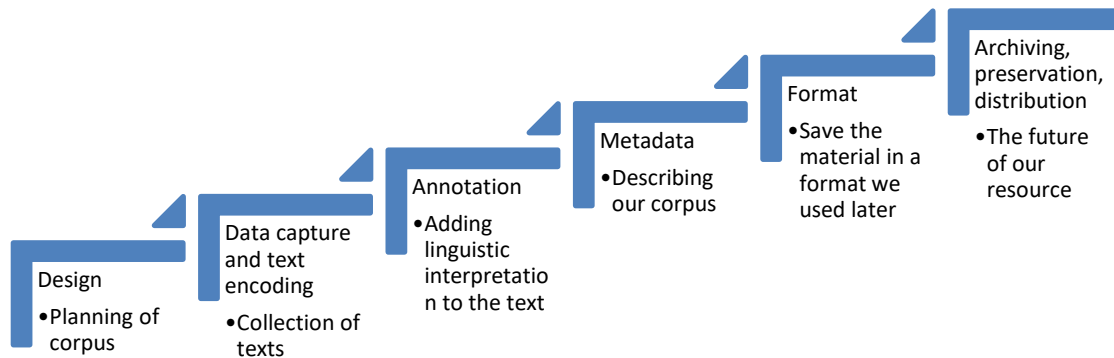 Design
•Planning of
corpus
Data capture
and text
encoding
•Collection of
texts
Annotation
•Adding
linguistic
interpretatio
n to the text
Metadata
•Describing
our corpus
Format
•Save the
material in a
format we
used later
Archiving,
preservation,
distribution
•The future
of our
resource